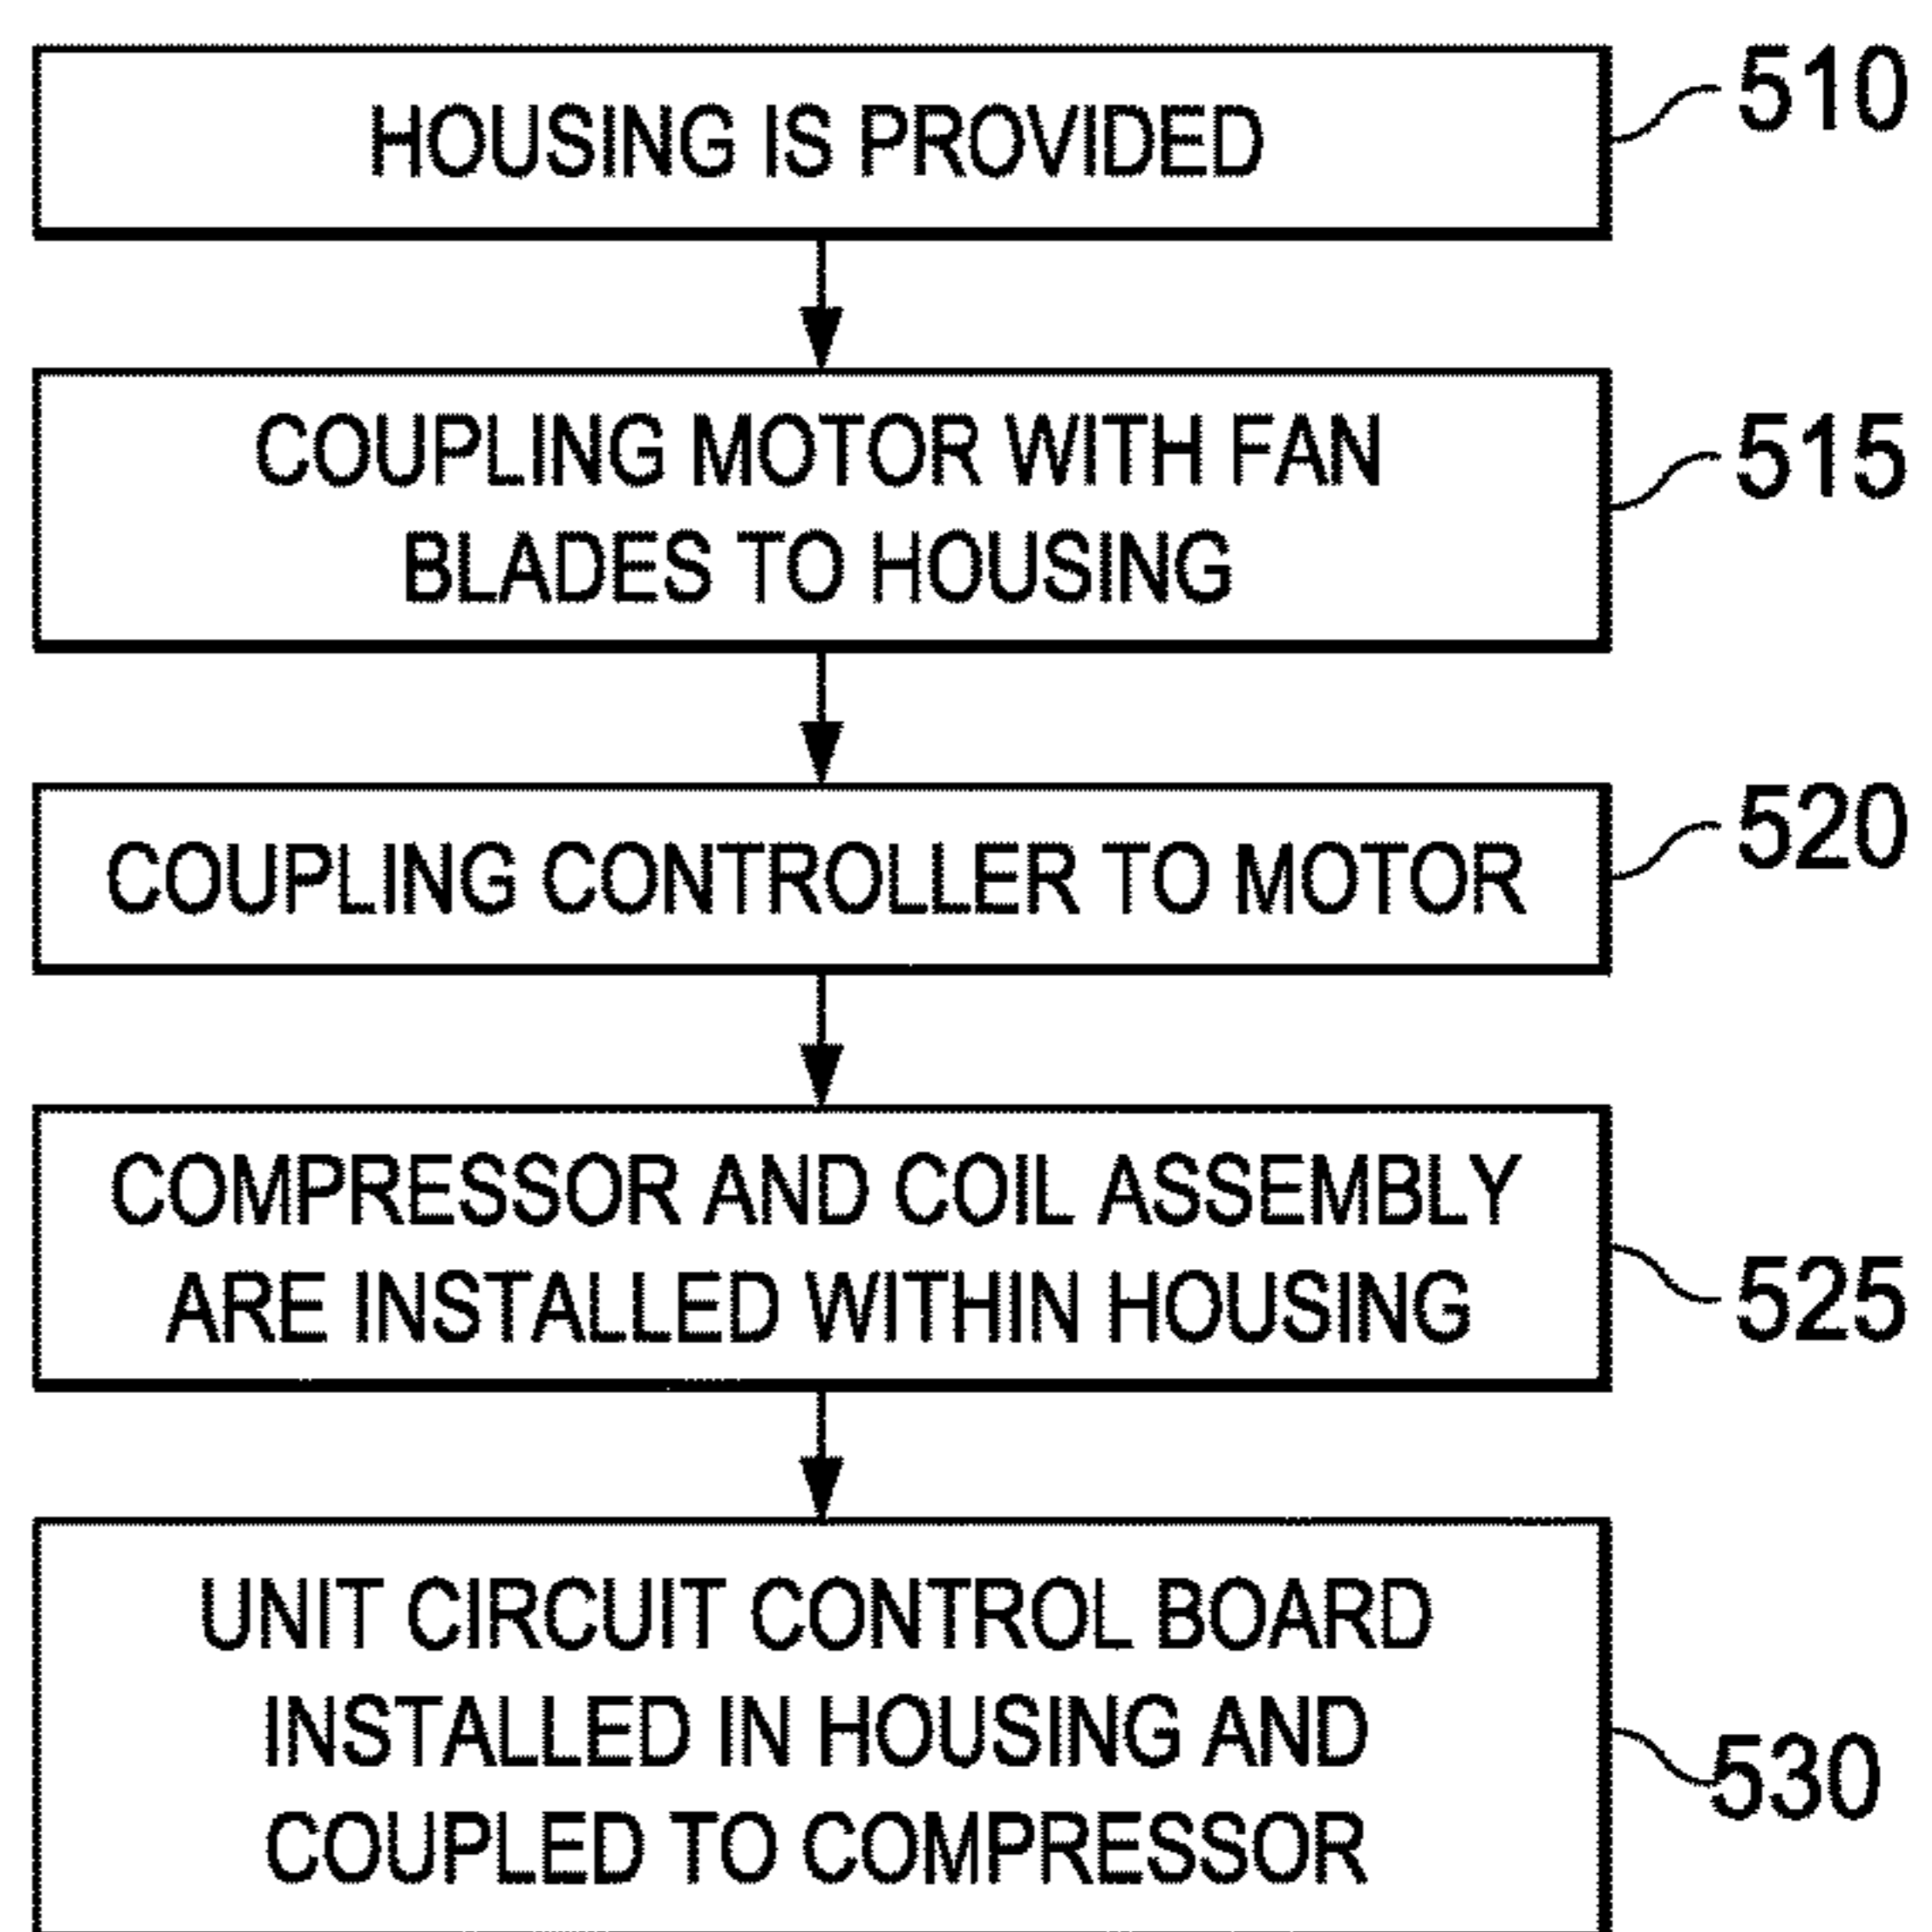 HOUSING IS PROVIDED
510
COUPLING MOTOR WITH FAN
BLADES TO HOUSING
515
COUPLING CONTROLLER TO MOTOR
520
COMPRESSOR AND COIL ASSEMBLY
ARE INSTALLED WITHIN HOUSING
525
UNIT CIRCUIT CONTROL BOARD
INSTALLED IN HOUSING AND
COUPLED TO COMPRESSOR
530